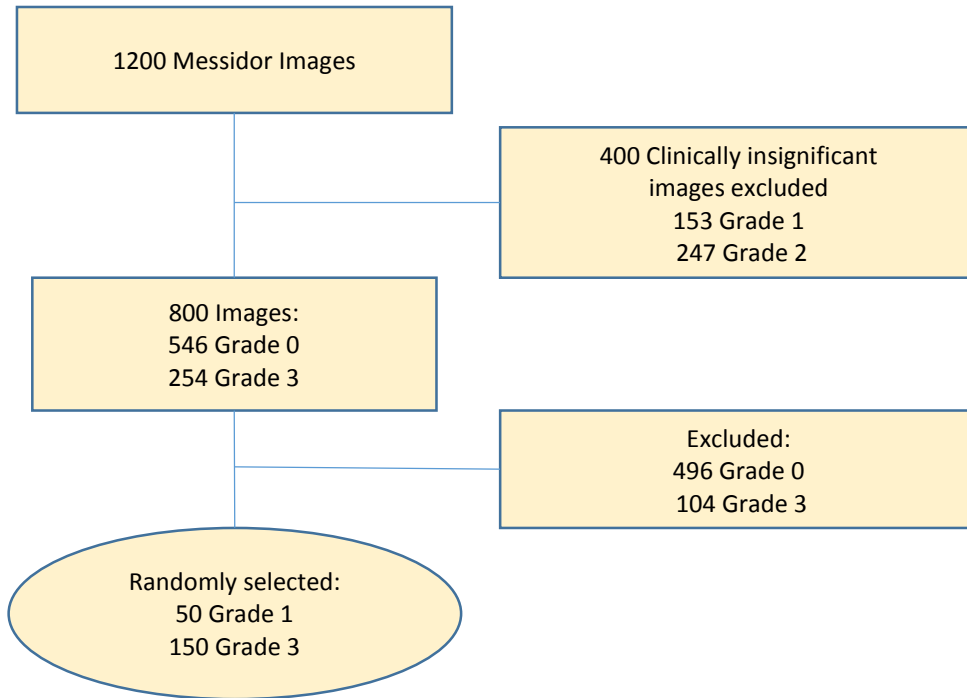 1200 Messidor Images
400 Clinically insignificant
images excluded
153 Grade 1
247 Grade 2
800 Images:
546 Grade 0
254 Grade 3
Excluded:
496 Grade 0
104 Grade 3
Randomly selected:
50 Grade 1
150 Grade 3